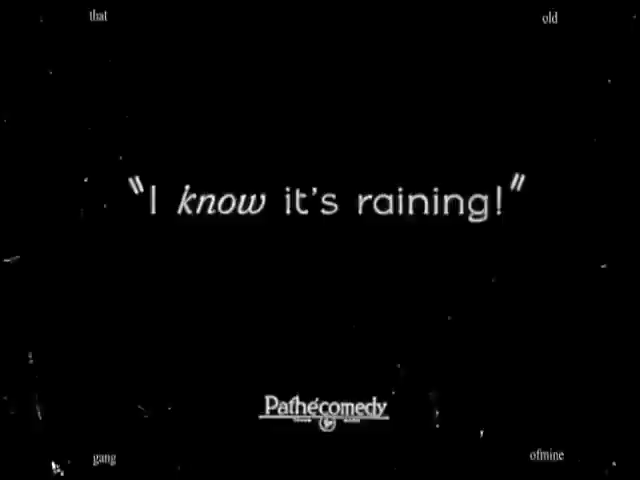 that old
"I know it's raining!"
Pathécomedy
gang ofmine